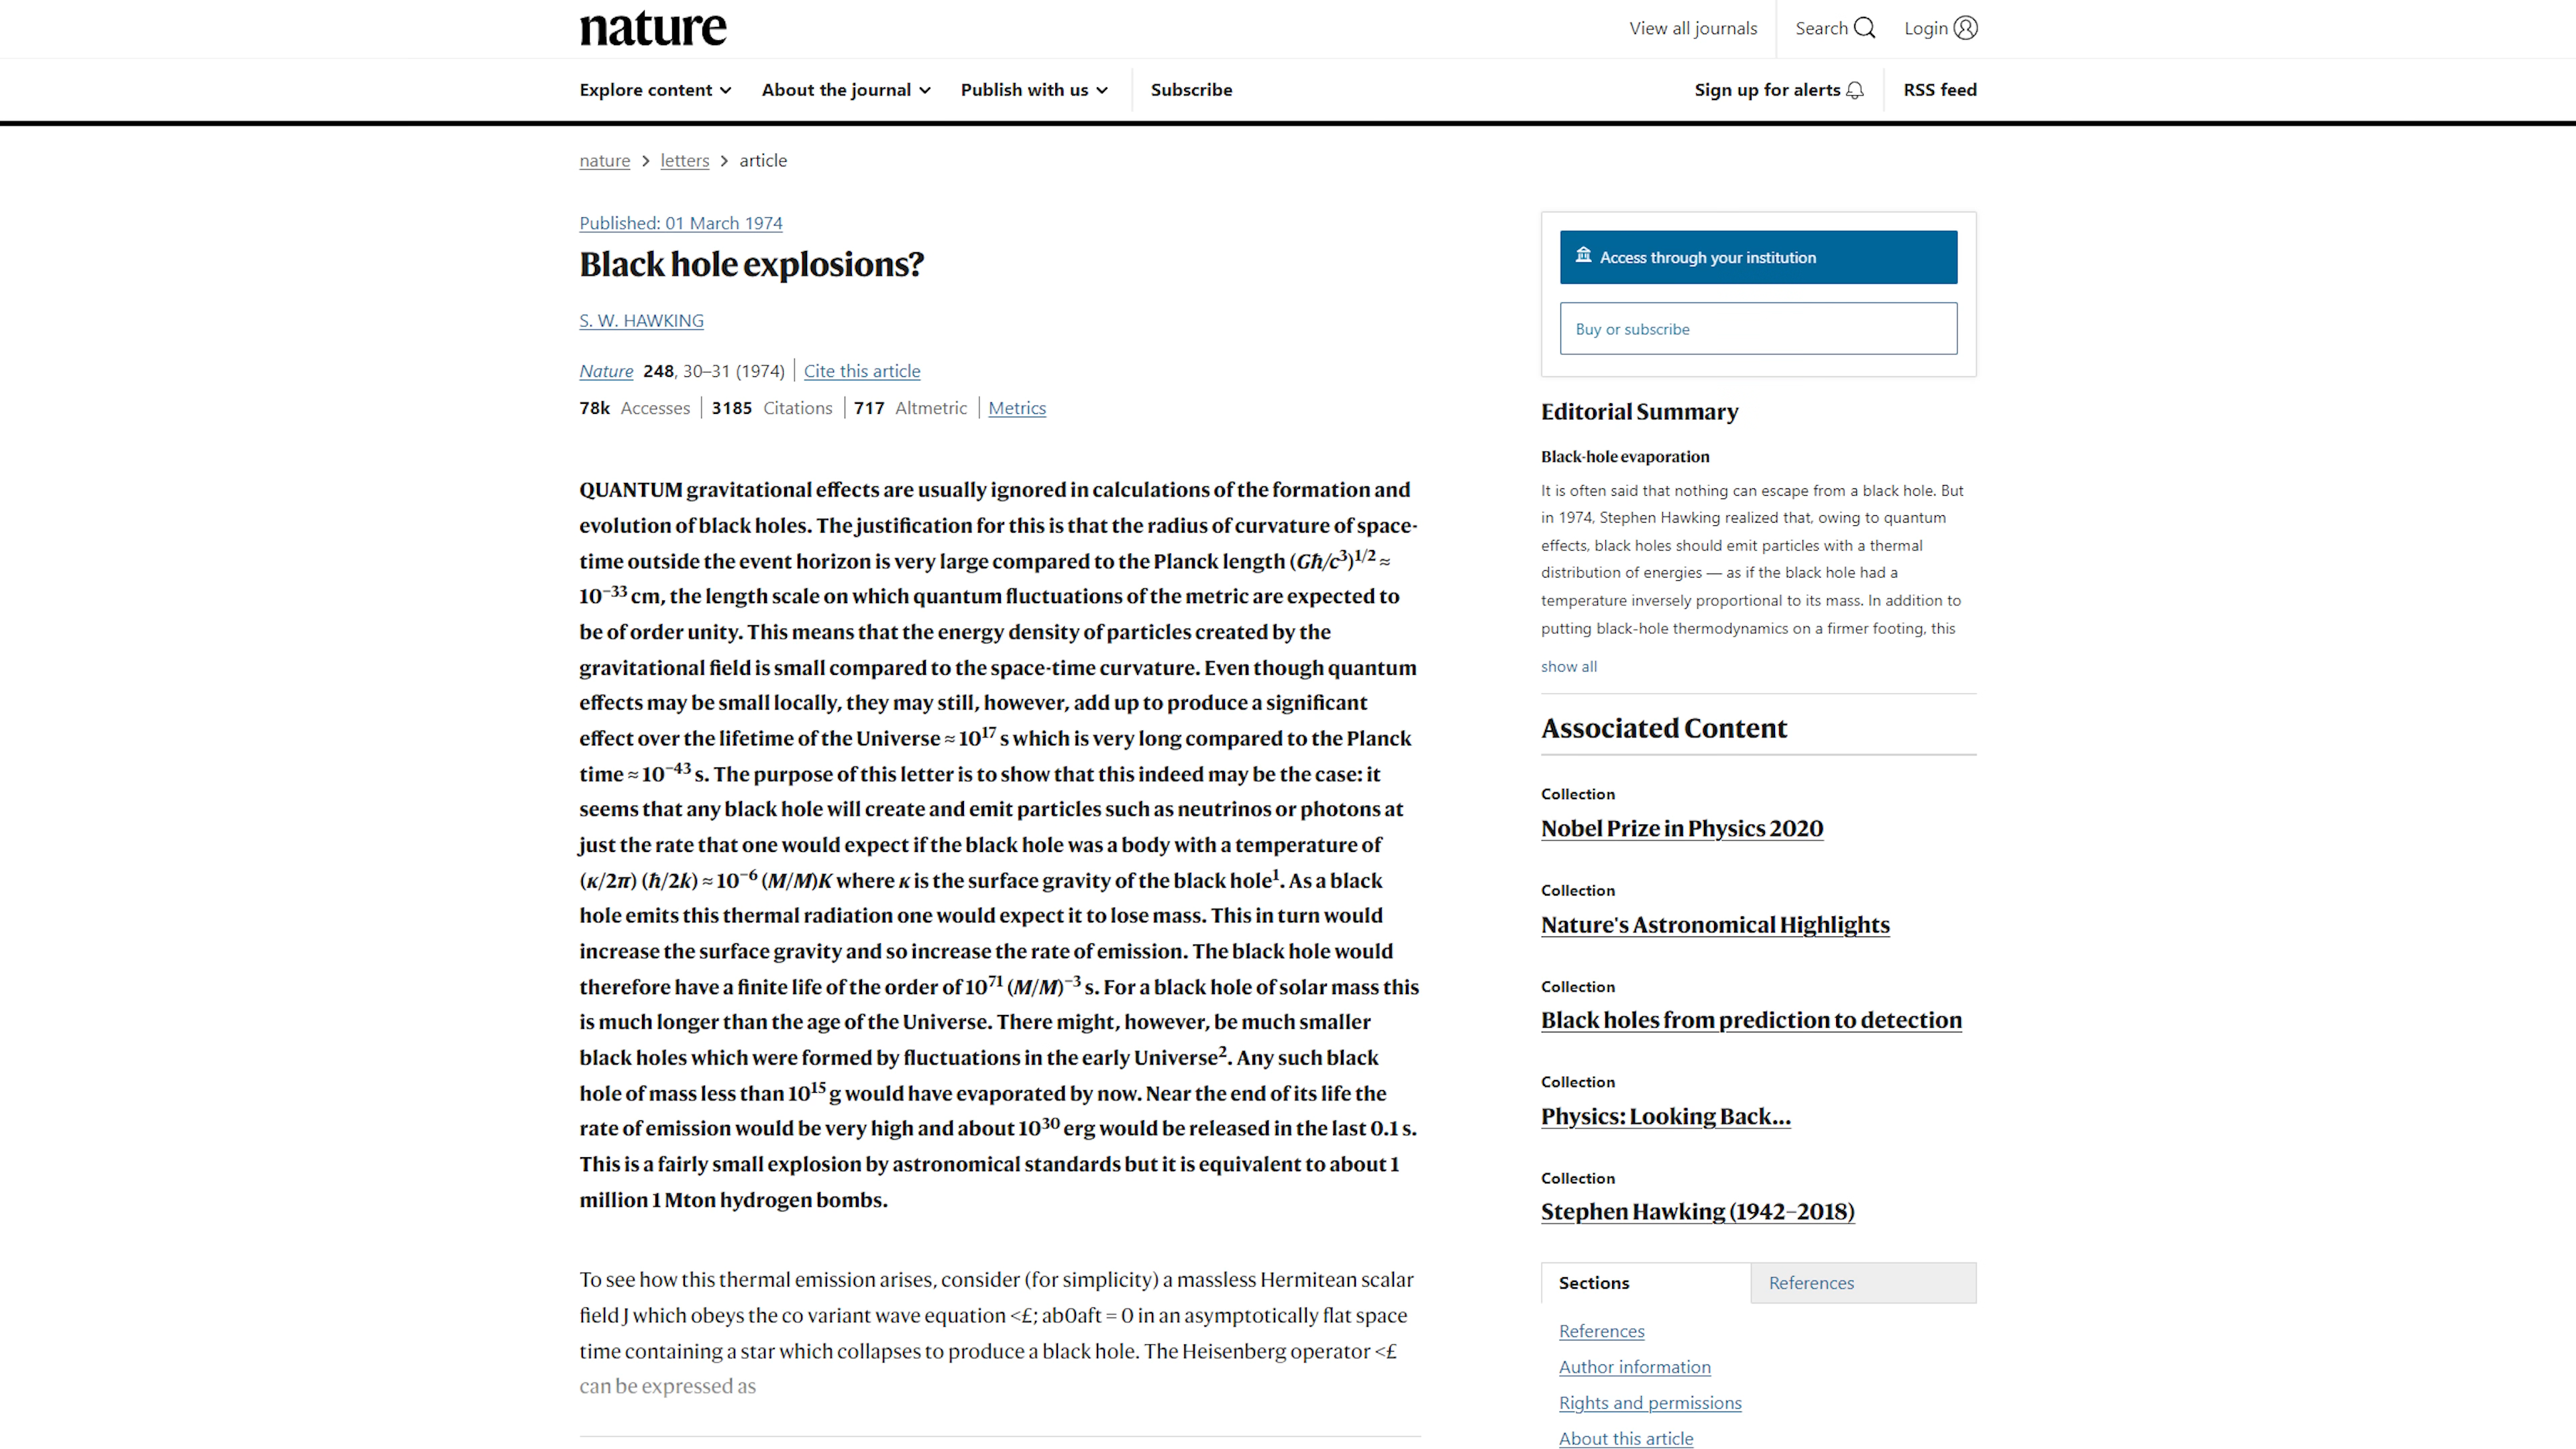 nature
View all journals
Search
Login
Explore content
About the journal
Publish with us
Subscribe
Sign up for alerts
RSS feed
nature > letters > article
Published: 01 March 1974
Black hole explosions?
S. W. HAWKING
Nature 248, 30–31 (1974) | Cite this article
78k Accesses | 3185 Citations | 717 Altmetric | Metrics
QUANTUM gravitational effects are usually ignored in calculations of the formation and
evolution of black holes. The justification for this is that the radius of curvature of space-
time outside the event horizon is very large compared to the Planck length (Għ/c³)^1/2 ≈
10⁻³³ cm, the length scale on which quantum fluctuations of the metric are expected to
be of order unity. This means that the energy density of particles created by the
gravitational field is small compared to the space-time curvature. Even though quantum
effects may be small locally, they may still, however, add up to produce a significant
effect over the lifetime of the Universe ≈ 10¹⁷ s which is very long compared to the Planck
time ≈ 10⁻⁴³ s. The purpose of this letter is to show that this indeed may be the case: it
seems that any black hole will create and emit particles such as neutrinos or photons at
just the rate that one would expect if the black hole was a body with a temperature of
(κ/2π) (ħ/2k) ≈ 10⁻⁶ (M/M)K where κ is the surface gravity of the black hole¹. As a black
hole emits this thermal radiation one would expect it to lose mass. This in turn would
increase the surface gravity and so increase the rate of emission. The black hole would
therefore have a finite life of the order of 10⁷¹ (M/M)⁻³ s. For a black hole of solar mass this
is much longer than the age of the Universe. There might, however, be much smaller
black holes which were formed by fluctuations in the early Universe². Any such black
hole of mass less than 10¹⁵ g would have evaporated by now. Near the end of its life the
rate of emission would be very high and about 10³⁰ erg would be released in the last 0.1 s.
This is a fairly small explosion by astronomical standards but it is equivalent to about 1
million 1 Mton hydrogen bombs.
To see how this thermal emission arises, consider (for simplicity) a massless Hermitean scalar
field J which obeys the co variant wave equation <£; ab0aft = 0 in an asymptotically flat space
time containing a star which collapses to produce a black hole. The Heisenberg operator <£
can be expressed as
Access through your institution
Buy or subscribe
Editorial Summary
Black-hole evaporation
It is often said that nothing can escape from a black hole. But
in 1974, Stephen Hawking realized that, owing to quantum
effects, black holes should emit particles with a thermal
distribution of energies — as if the black hole had a
temperature inversely proportional to its mass. In addition to
putting black-hole thermodynamics on a firmer footing, this
show all
Associated Content
Collection
Nobel Prize in Physics 2020
Collection
Nature's Astronomical Highlights
Collection
Black holes from prediction to detection
Collection
Physics: Looking Back...
Collection
Stephen Hawking (1942–2018)
Sections
References
References
Author information
Rights and permissions
About this article